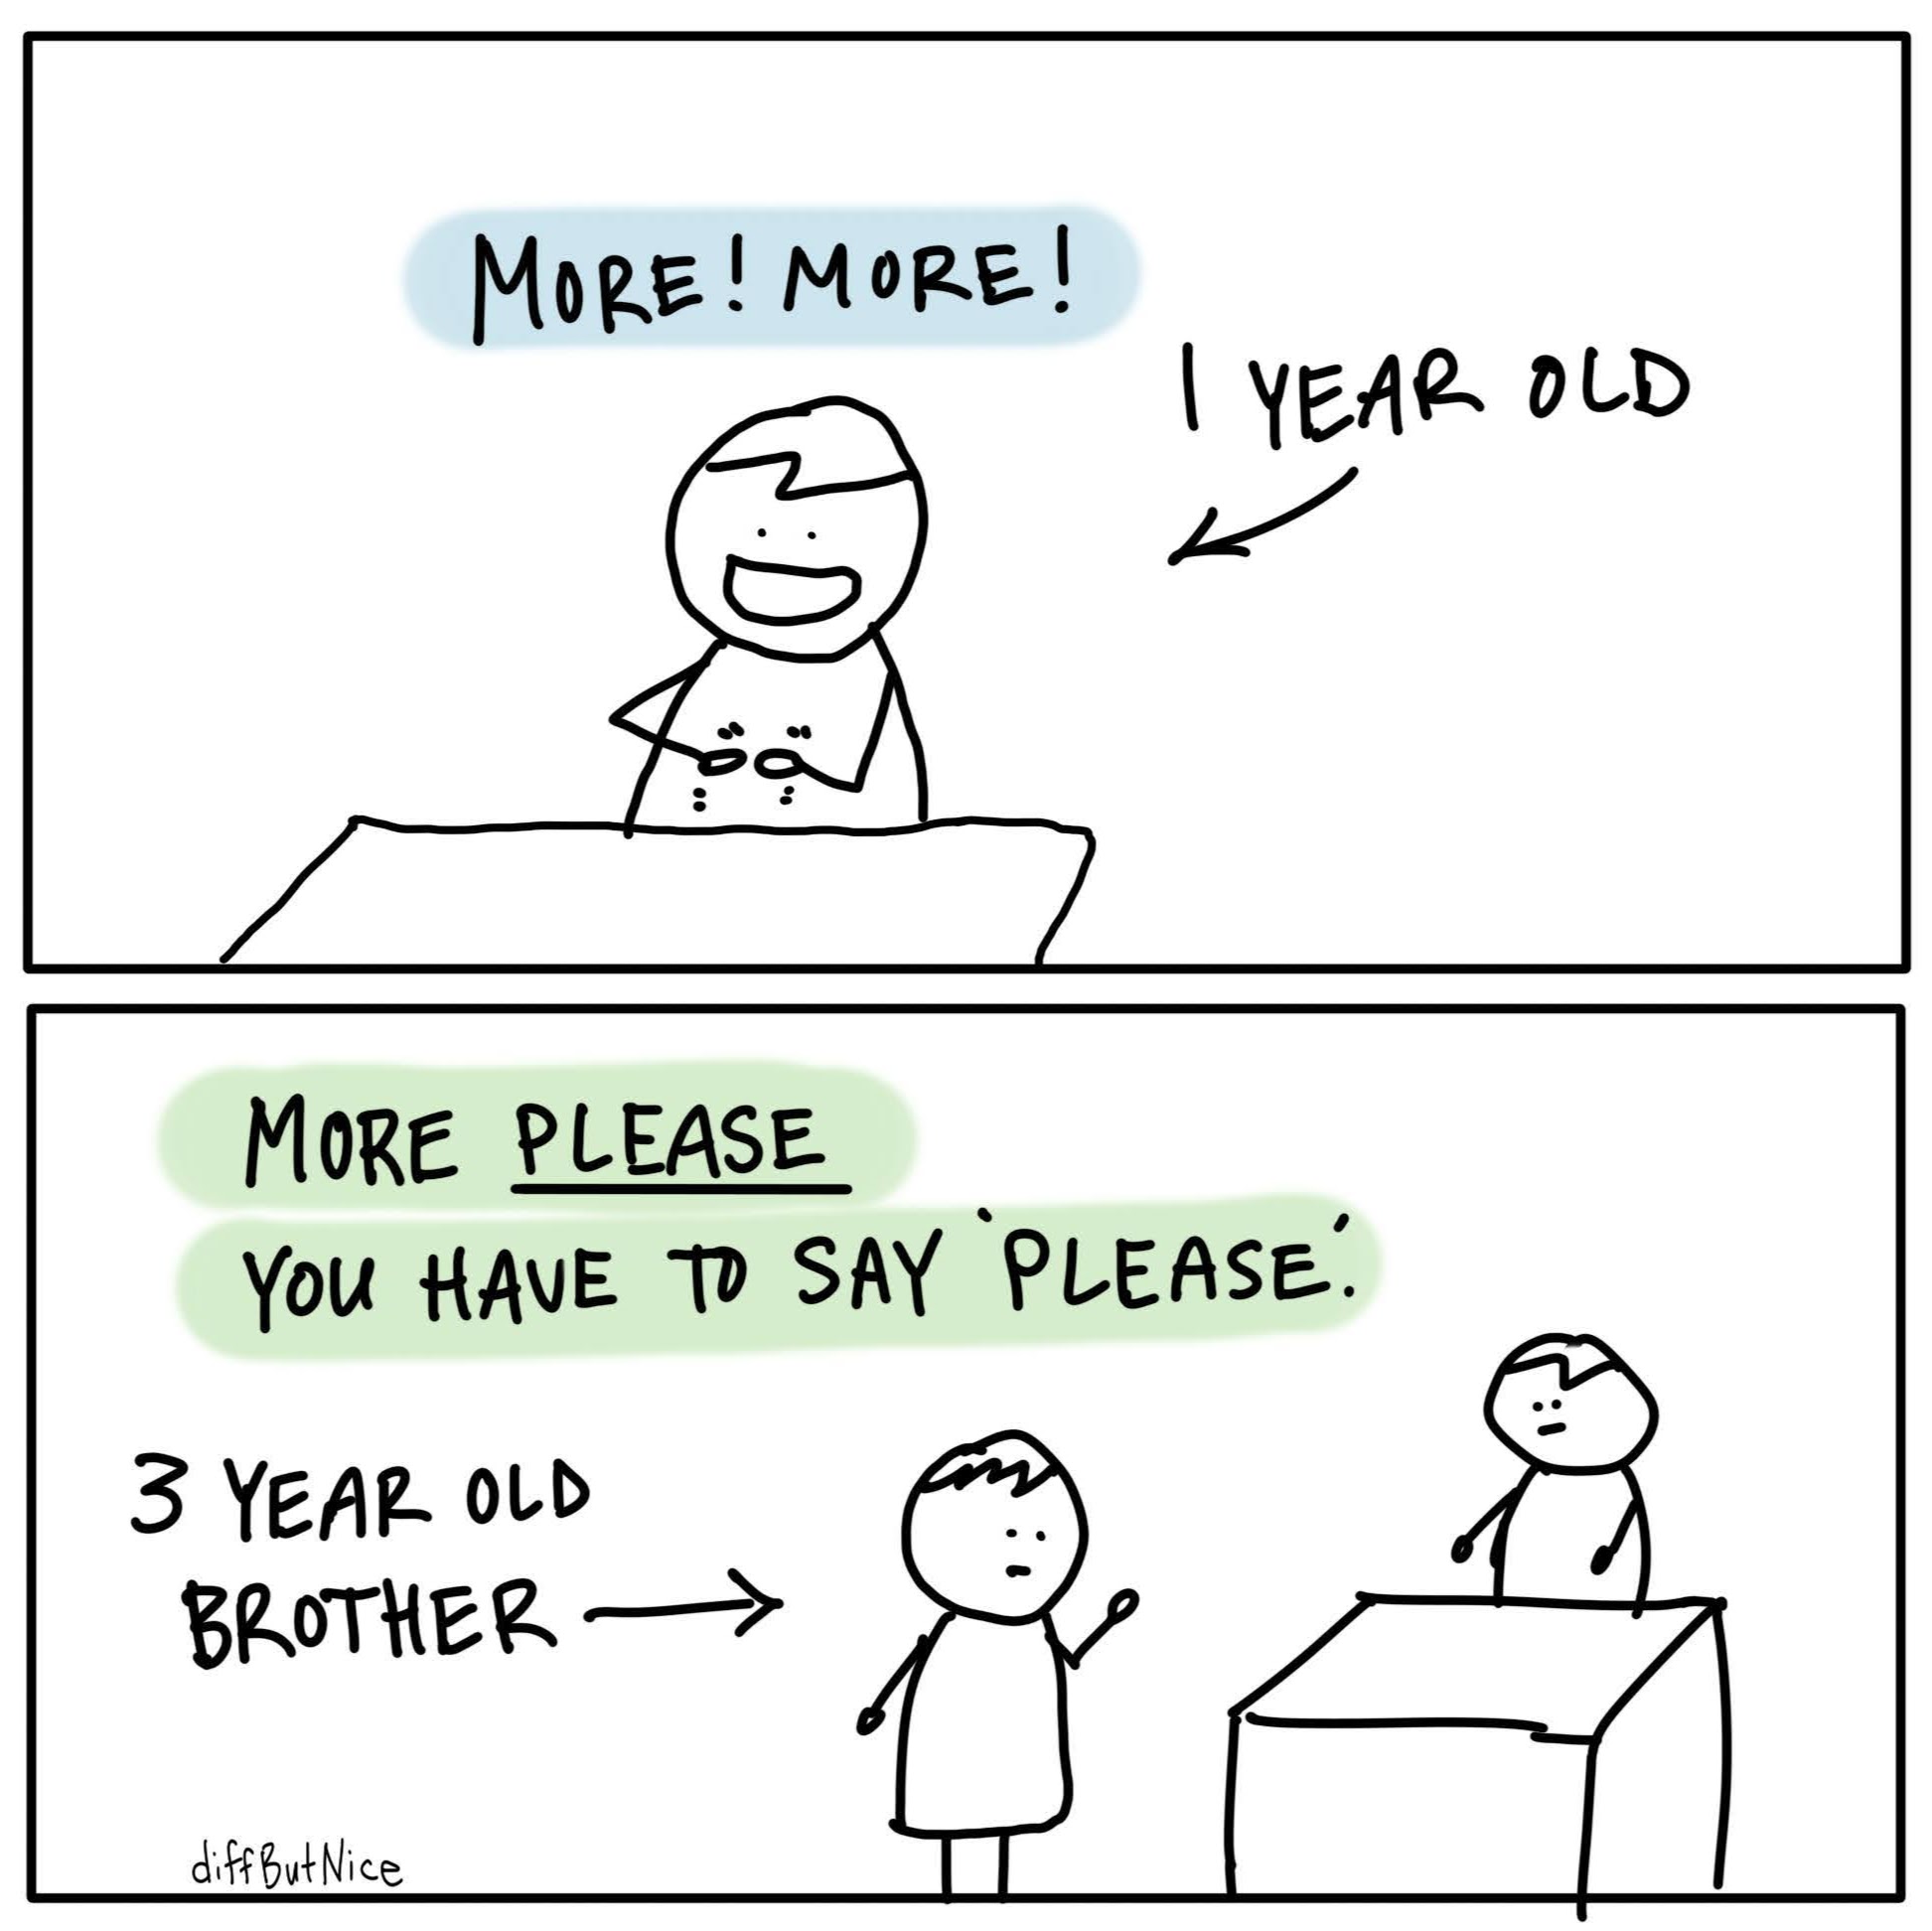 MORE! MORE!
1 YEAR OLD
MORE PLEASE
YOU HAVE TO SAY 'PLEASE'.
3 YEAR OLD
BROTHER
diffButNice